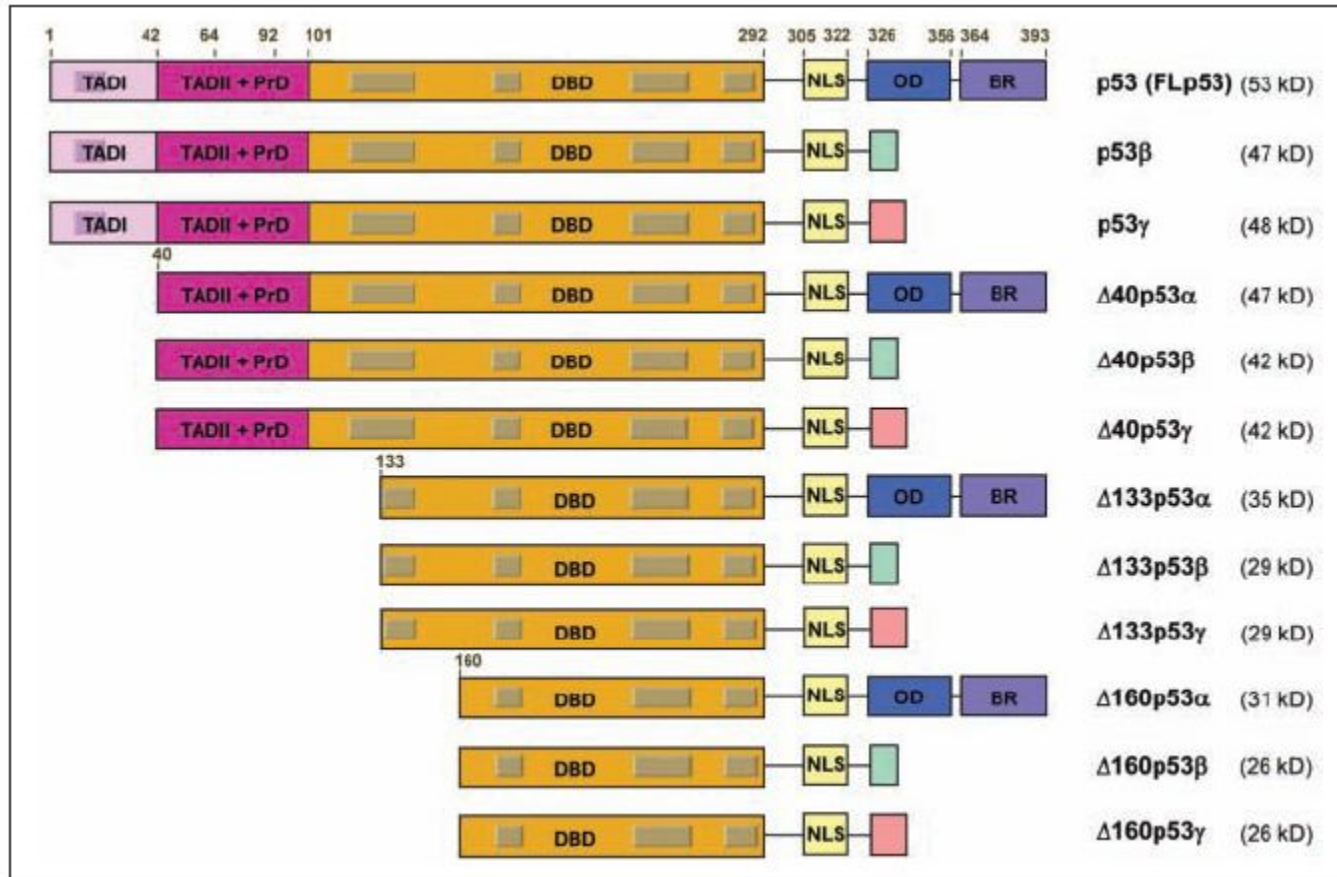 1 42 64 92 101 292 305 322 326 356 364 393
TADI TADII + PrD DBD NLS OD BR p53 (FLp53) (53 kD)
TADI TADII + PrD DBD NLS p53β (47 kD)
TADI TADII + PrD DBD NLS p53γ (48 kD)
40
TADII + PrD DBD NLS OD BR Δ40p53α (47 kD)
TADII + PrD DBD NLS Δ40p53β (42 kD)
TADII + PrD DBD NLS Δ40p53γ (42 kD)
133
DBD NLS OD BR Δ133p53α (35 kD)
DBD NLS Δ133p53β (29 kD)
DBD NLS Δ133p53γ (29 kD)
160
DBD NLS OD BR Δ160p53α (31 kD)
DBD NLS Δ160p53β (26 kD)
DBD NLS Δ160p53γ (26 kD)